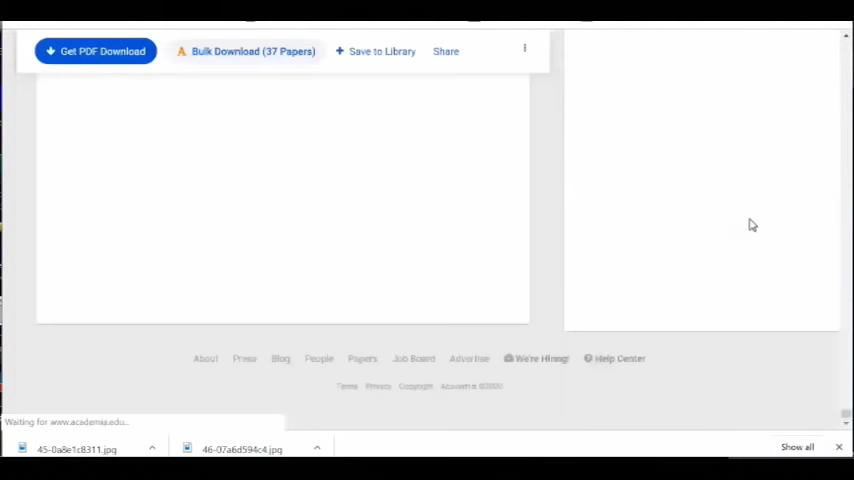 Get PDF Download Bulk Download (37 Papers) Save to Library Share
About Press Blog People Papers Job Board Advertise We're Hiring! Help Center
Terms Privacy Copyright Academia ©2020
Waiting for www.academia.edu...
45-0a8e1c8311.jpg 46-07a6d594c4.jpg Show all